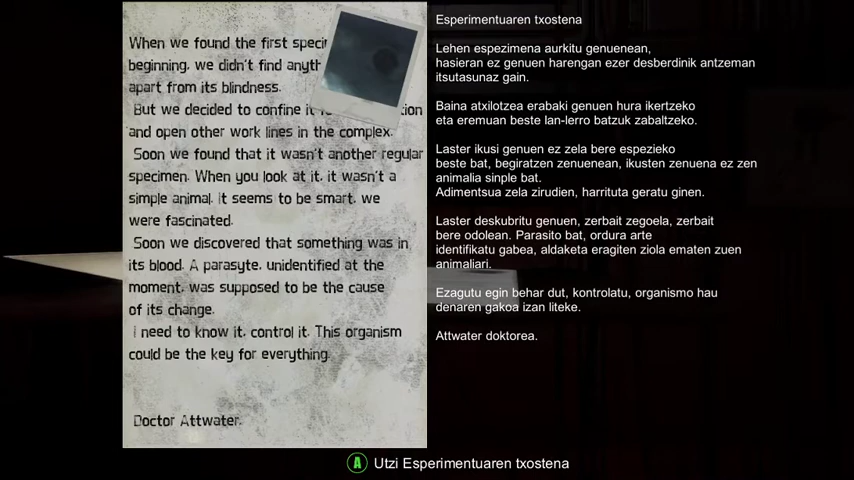 When we found the first
beginning, we didn't find
apart from its blindness.
But we decided to confine
and open other work lines in the complex.
Soon we found that it wasn't another regular
specimen. When you look at it, it wasn't a
simple animal, it seems to be smart, we
were fascinated.
Soon we discovered that something was in
its blood. A parasyte, unidentified at the
moment, was supposed to be the cause
of its change.
I need to know it, control it. This organism
could be the key for everything.
Doctor Attwater.
Esperimentuaren txostena
Lehen espezimena aurkitu genuenean,
hasieran ez genuen harengan ezer desberdinik antzeman
itsutasunaz gain.
Baina atxilotzea erabaki genuen hura ikertzeko
eta eremuan beste lan-lerro batzuk zabaltzeko.
Laster ikusi genuen ez zela bere espezieko
beste bat, begiratzen zenuenean, ikusten zenuena ez zen
animalia sinple bat.
Adimentsua zela zirudien, harrituta geratu ginen.
Laster deskubritu genuen, zerbait zegoela, zerbait
bere odolean. Parasito bat, ordura arte
identifikatu gabea, aldaketa eragiten ziola ematen zuen
animaliari.
Ezagutu egin behar dut, kontrolatu, organismo hau
denaren gakoa izan liteke.
Attwater doktorea.
A Utzi Esperimentuaren txostena